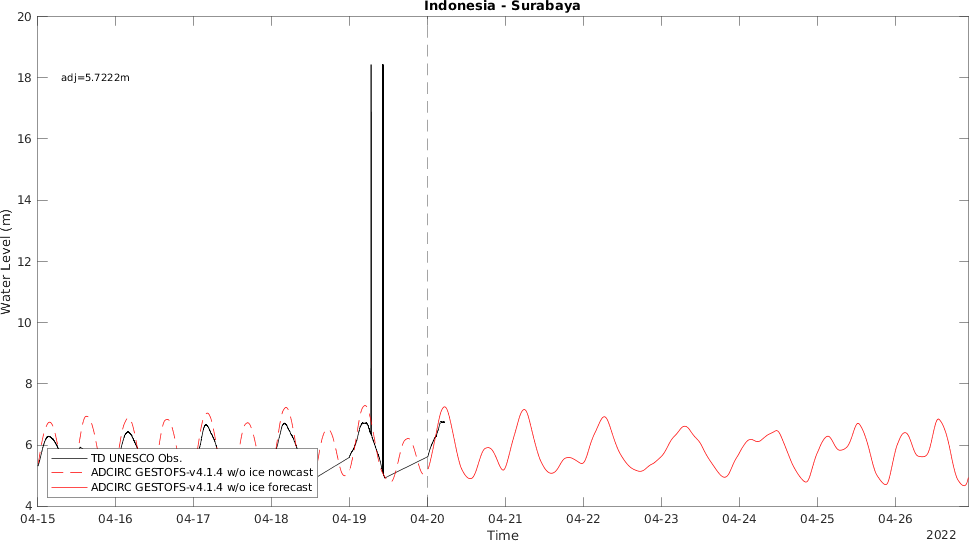 Indonesia - Surabaya
20
18
16
14
12
10
8
6
4
Water Level (m)
adj=5.7222m
TD UNESCO Obs.
ADCIRC GESTOFS-v4.1.4 w/o ice nowcast
ADCIRC GESTOFS-v4.1.4 w/o ice forecast
04-15 04-16 04-17 04-18 04-19 04-20 04-21 04-22 04-23 04-24 04-25 04-26
Time
2022